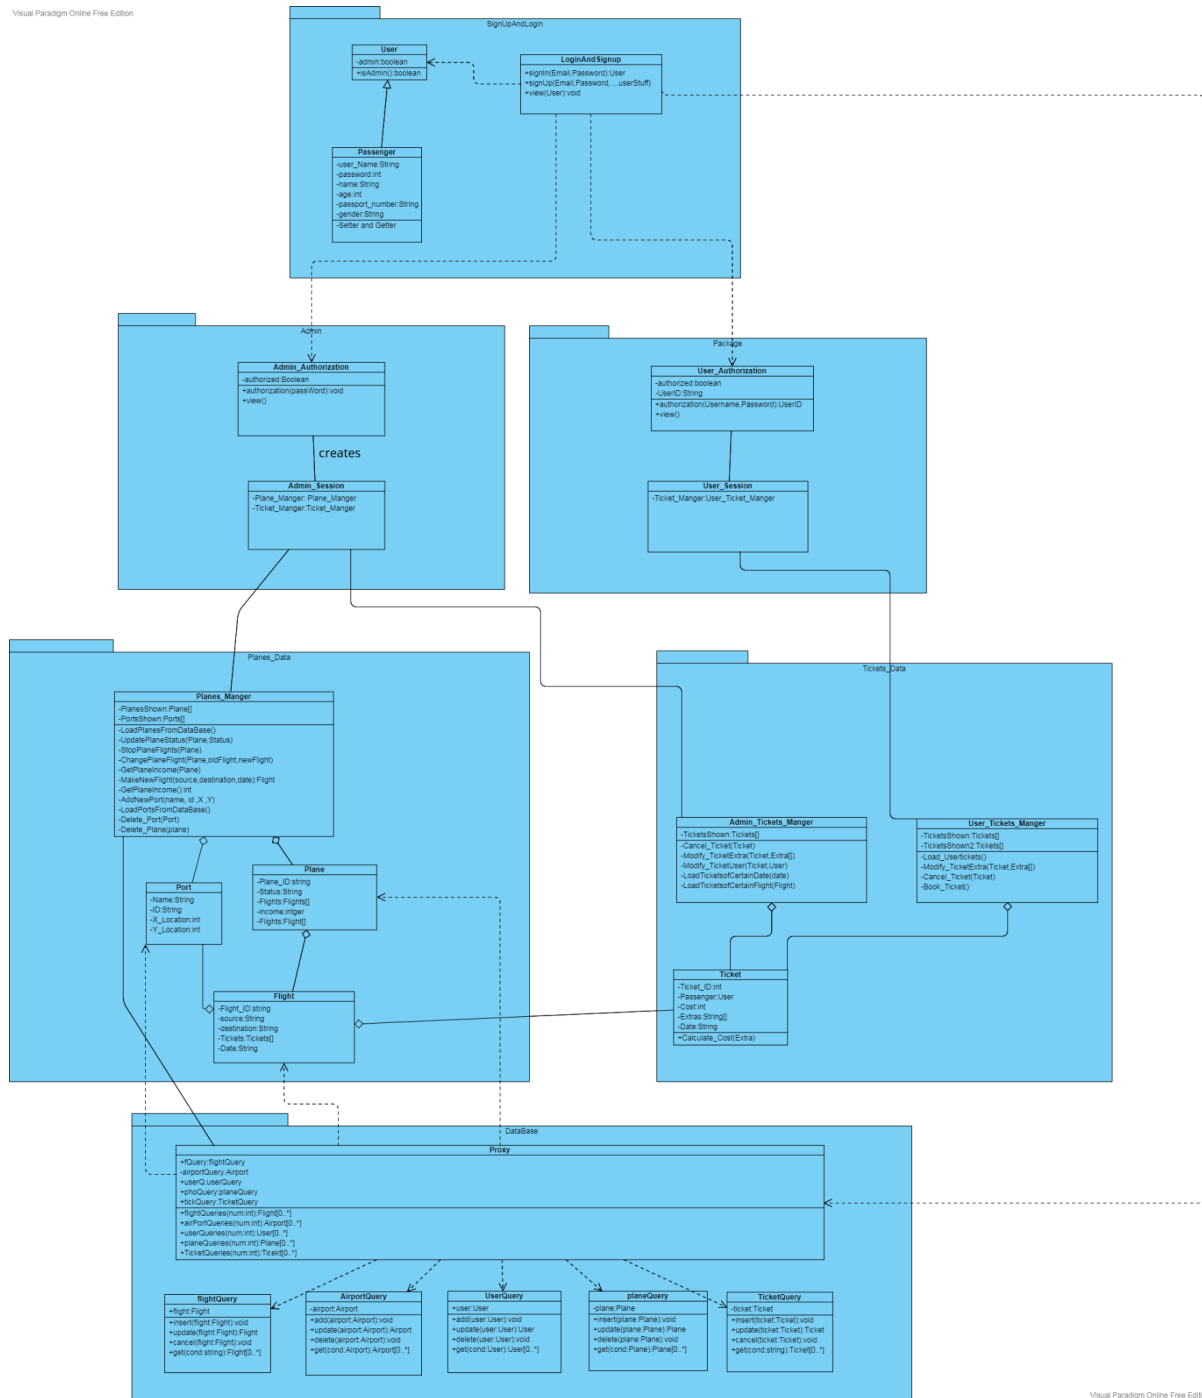 Visual Paradigm Online Free Edition
SignUpAndLogin
User
-admin:boolean
+isAdmin():boolean
LoginAndSignup
+signIn(Email,Password):User
+signUp(Email,Password, ...userStuff)
+view(User):void
Passenger
-user_Name:String
-password:int
-name:String
-age:int
-passport_number:String
-gender:String
-Setter and Getter
Admin
Admin_Authorization
-authorized:Boolean
+authorization(passWord):void
+view()
creates
Admin_Session
-Plane_Manger: Plane_Manger
-Ticket_Manger:Ticket_Manger
Package
User_Authorization
-authorized:boolean
-UserID:String
+authorization(Username,Password):UserID
+view()
User_Session
-Ticket_Manger:User_Ticket_Manger
Planes_Data
Planes_Manger
-PlanesShown:Plane[]
-PortsShown:Ports[]
-LoadPlanesFromDataBase()
-UpdatePlaneStatus(Plane,Status)
-StopPlaneFlights(Plane)
-ChangePlaneFlight(Plane,oldFlight,newFlight)
-GetPlaneIncome(Plane)
-MakeNewFlight(source,destination,date):Flight
-GetPlaneIncome():int
-AddNewPort(name, id ,X ,Y)
-LoadPortsFromDataBase()
-Delete_Port(Port)
-Delete_Plane(plane)
Port
-Name:String
-ID:String
-X_Location:int
-Y_Location:int
Plane
-Plane_ID:string
-Status:String
-Flights:Flights[]
-income:intger
-Flights:Flight[]
Flight
-Flight_ID:string
-source:String
-destination:String
-Tickets:Tickets[]
-Date:String
Tickets_Data
Admin_Tickets_Manger
-TicketsShown:Tickets[]
-Cancel_Ticket(Ticket)
-Modify_TicketExtra(Ticket,Extra[])
-Modify_TicketUser(Ticket,User)
-LoadTicketsofCertainDate(date)
-LoadTicketsofCertainFlight(Flight)
User_Tickets_Manger
-TicketsShown:Tickets[]
-TicketsShown2:Tickets[]
-Load_Usertickets()
-Modify_TicketExtra(Ticket,Extra[])
-Cancel_Ticket(Ticket)
-Book_Ticket()
Ticket
-Ticket_ID:int
-Passenger:User
-Cost:int
-Extras:String[]
-Date:String
+Calculate_Cost(Extra)
DataBase
Proxy
+fQuery:flightQuery
-airportQuery:Airport
+userQ:userQuery
+phoQuery:planeQuery
+tickQuery:TicketQuery
+flightQueries(num:int):Flight[0..*]
+airPortQueries(num:int):Airport[0..*]
+userQueries(num:int):User[0..*]
+planeQueries(num:int):Plane[0..*]
+TicketQueries(num:int):Ticekt[0..*]
flightQuery
+flight:Flight
+insert(flight:Flight):void
+update(flight:Flight):Flight
+cancel(flight:Flight):void
+get(cond:string):Flight[0..*]
AirportQuery
-airport:Airport
+add(airport:Airport):void
+update(airport:Airport):Airport
+delete(airport:Airport):void
+get(cond:Airport):Airport[0..*]
UserQuery
+user:User
+add(user:User):void
+update(user:User):User
+delete(user:User):void
+get(cond:User):User[0..*]
planeQuery
-plane:Plane
+insert(plane:Plane):void
+update(plane:Plane):Plane
+delete(plane:Plane):void
+get(cond:Plane):Plane[0..*]
TicketQuery
-ticket:Ticket
+insert(ticket:Ticket):void
+update(ticket:Ticket):Ticket
+cancel(ticket:Ticket):void
+get(cond:string):Ticket[0..*]
Visual Paradigm Online Free Editi